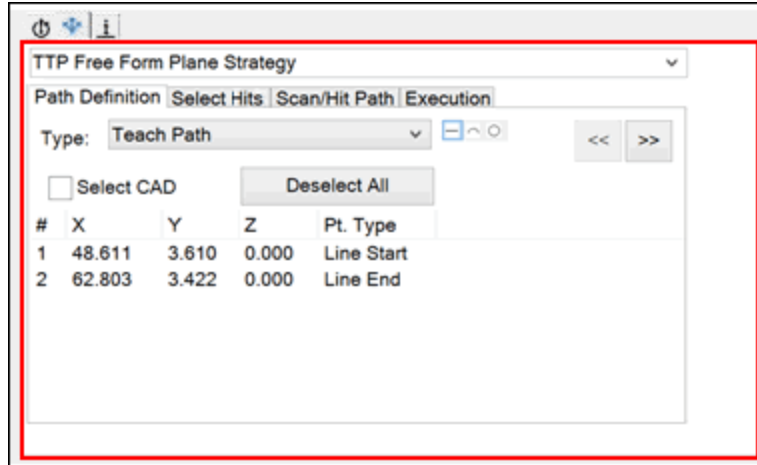 TTP Free Form Plane Strategy
Path Definition Select Hits Scan/Hit Path Execution
Type: Teach Path << >>
Select CAD Deselect All
# X Y Z Pt. Type
1 48.611 3.610 0.000 Line Start
2 62.803 3.422 0.000 Line End